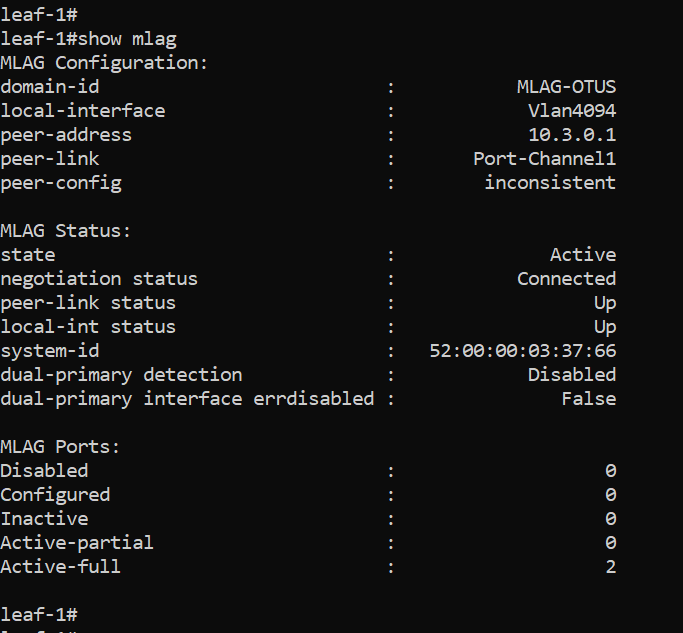 leaf-1#
leaf-1#show mlag
MLAG Configuration:
domain-id                          :           MLAG-OTUS
local-interface                    :            Vlan4094
peer-address                       :            10.3.0.1
peer-link                          :       Port-Channel1
peer-config                        :        inconsistent

MLAG Status:
state                              :              Active
negotiation status                 :           Connected
peer-link status                   :                  Up
local-int status                   :                  Up
system-id                          :   52:00:00:03:37:66
dual-primary detection             :            Disabled
dual-primary interface errdisabled :               False

MLAG Ports:
Disabled                           :                   0
Configured                         :                   0
Inactive                           :                   0
Active-partial                     :                   0
Active-full                        :                   2

leaf-1#